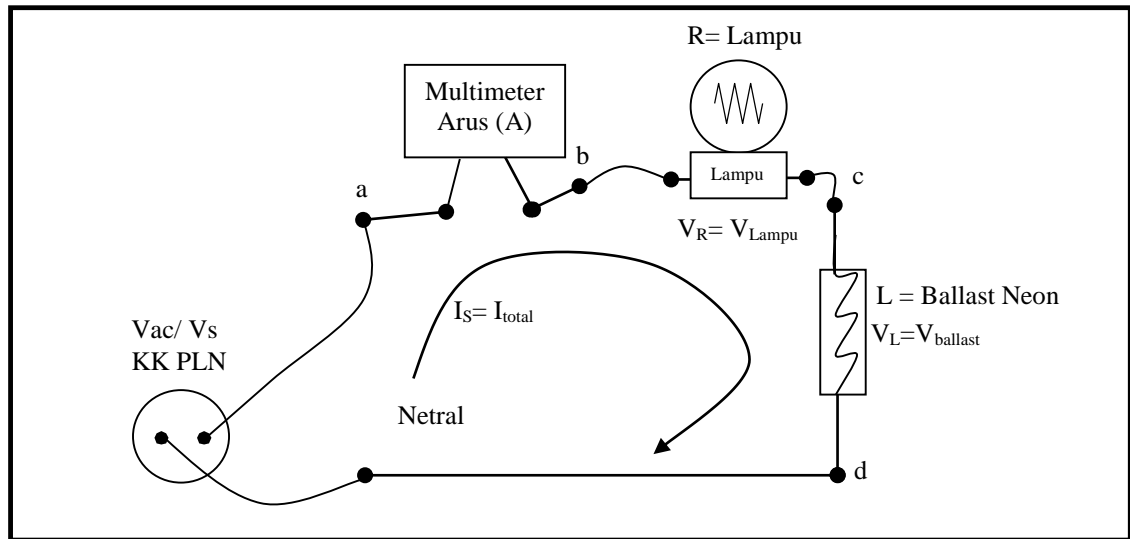 R= Lampu
Multimeter
Arus (A)
b
Lampu
c
a
V_R= V_Lampu
I_S= I_total
L = Ballast Neon
V_L=V_ballast
Vac/ Vs
KK PLN
Netral
d